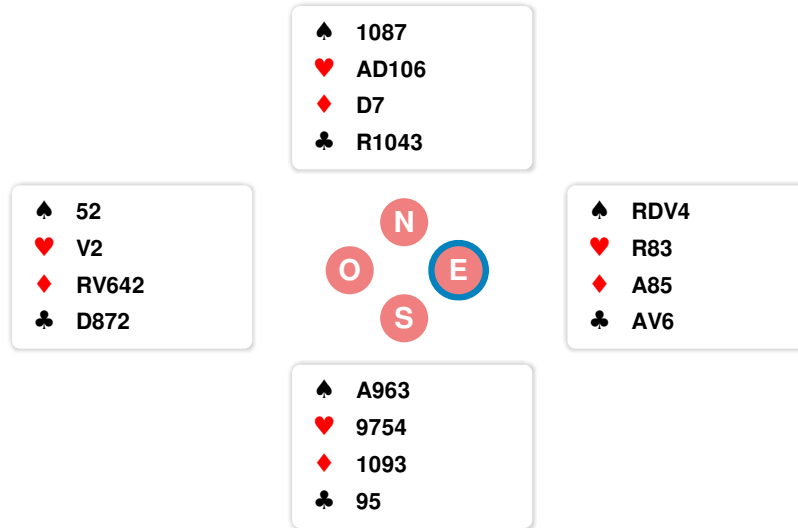 ♠ 1087
♥ AD106
♦ D7
♣ R1043
♠ 52
♥ V2
♦ RV642
♣ D872
N
O
E
S
♠ RDV4
♥ R83
♦ A85
♣ AV6
♠ A963
♥ 9754
♦ 1093
♣ 95